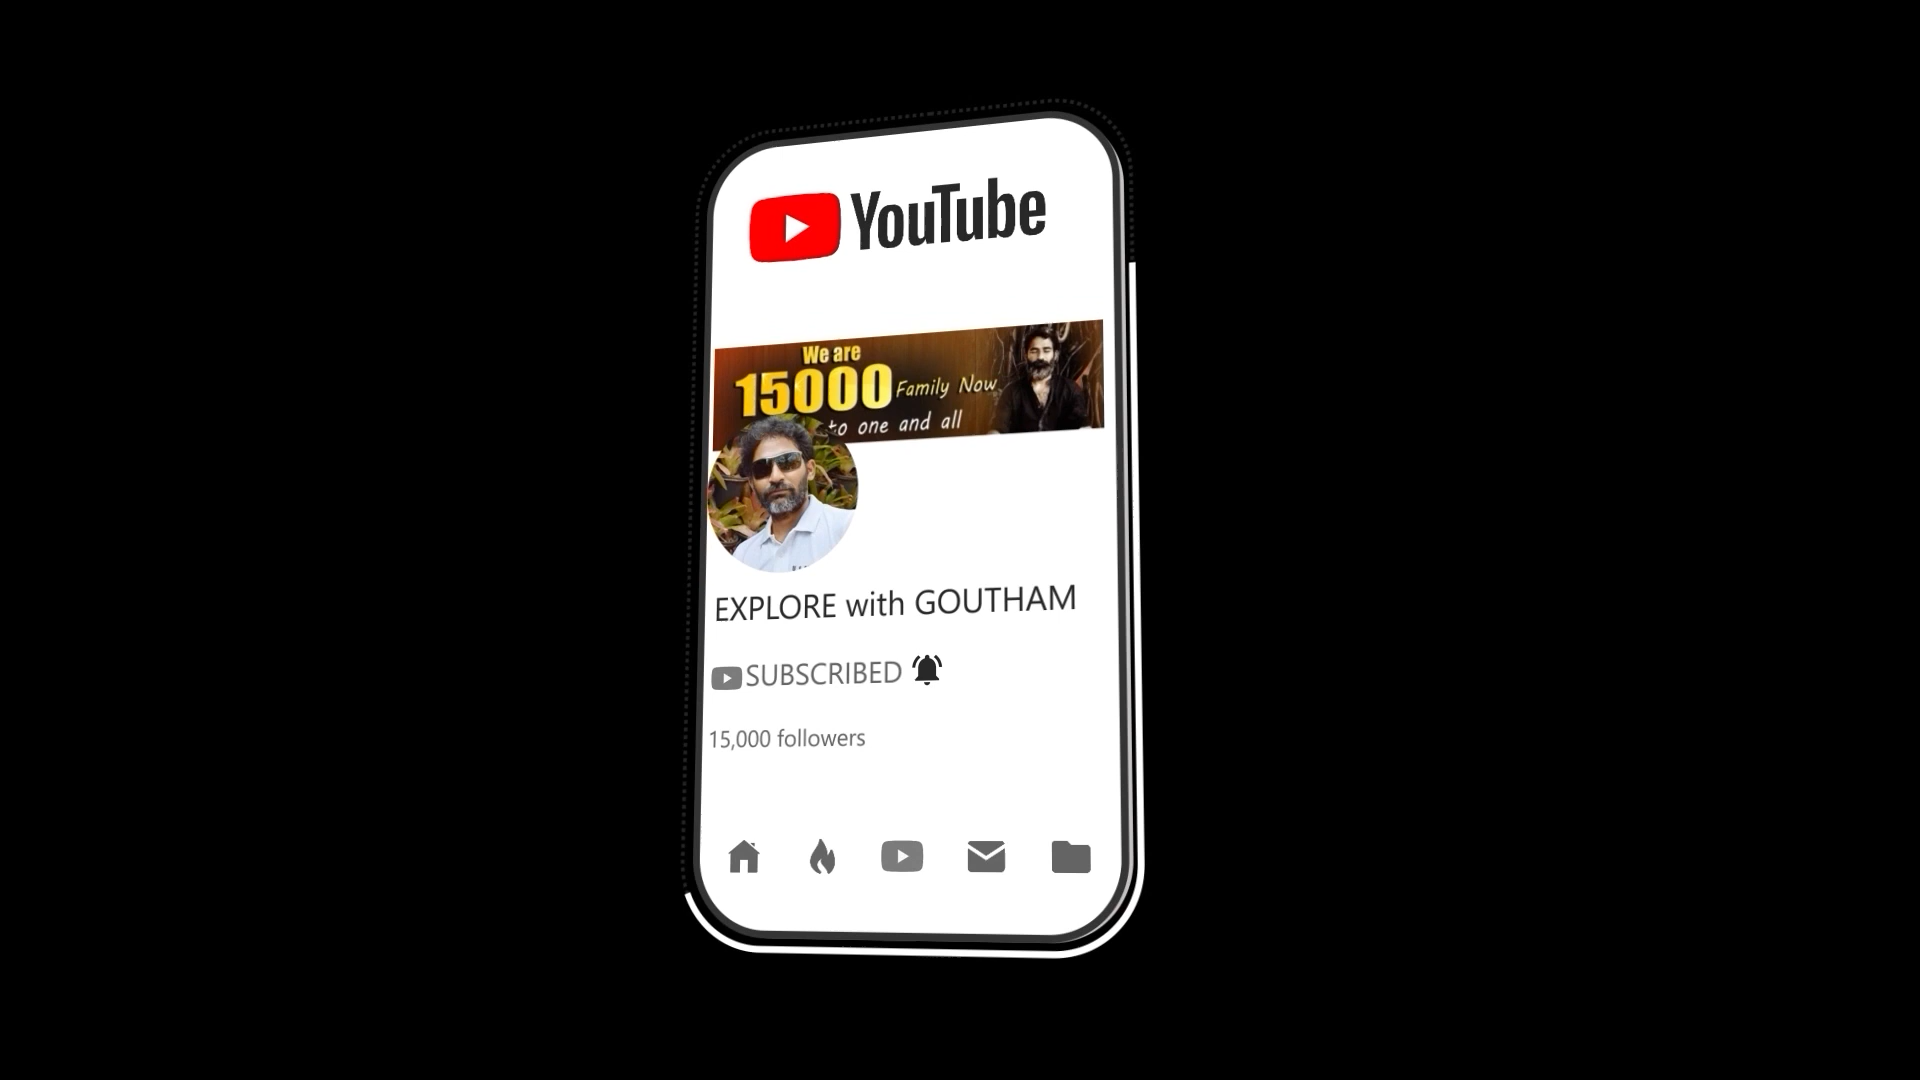 YouTube
We are
15000 Family Now
to one and all
EXPLORE with GOUTHAM
SUBSCRIBED
15,000 followers